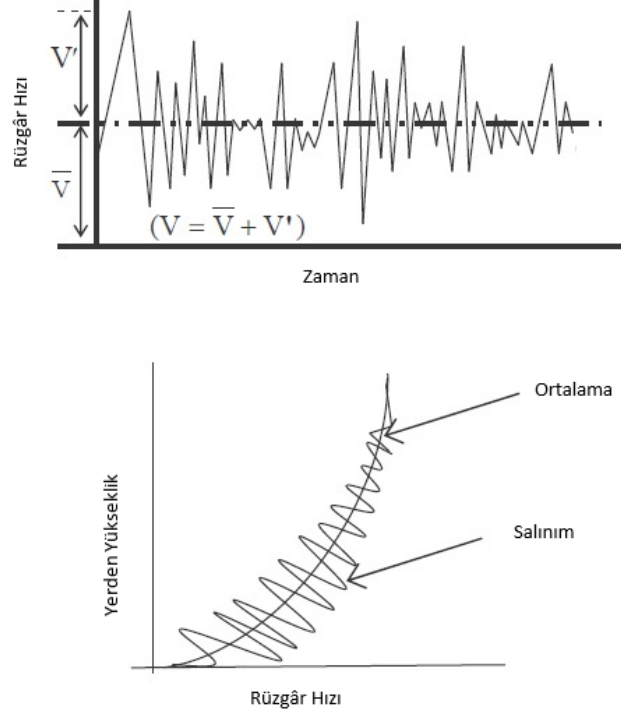 V'
Rüzgâr Hızı
V̅
(V = V̅ + V')
Zaman
Ortalama
Yerden Yükseklik
Salınım
Rüzgâr Hızı